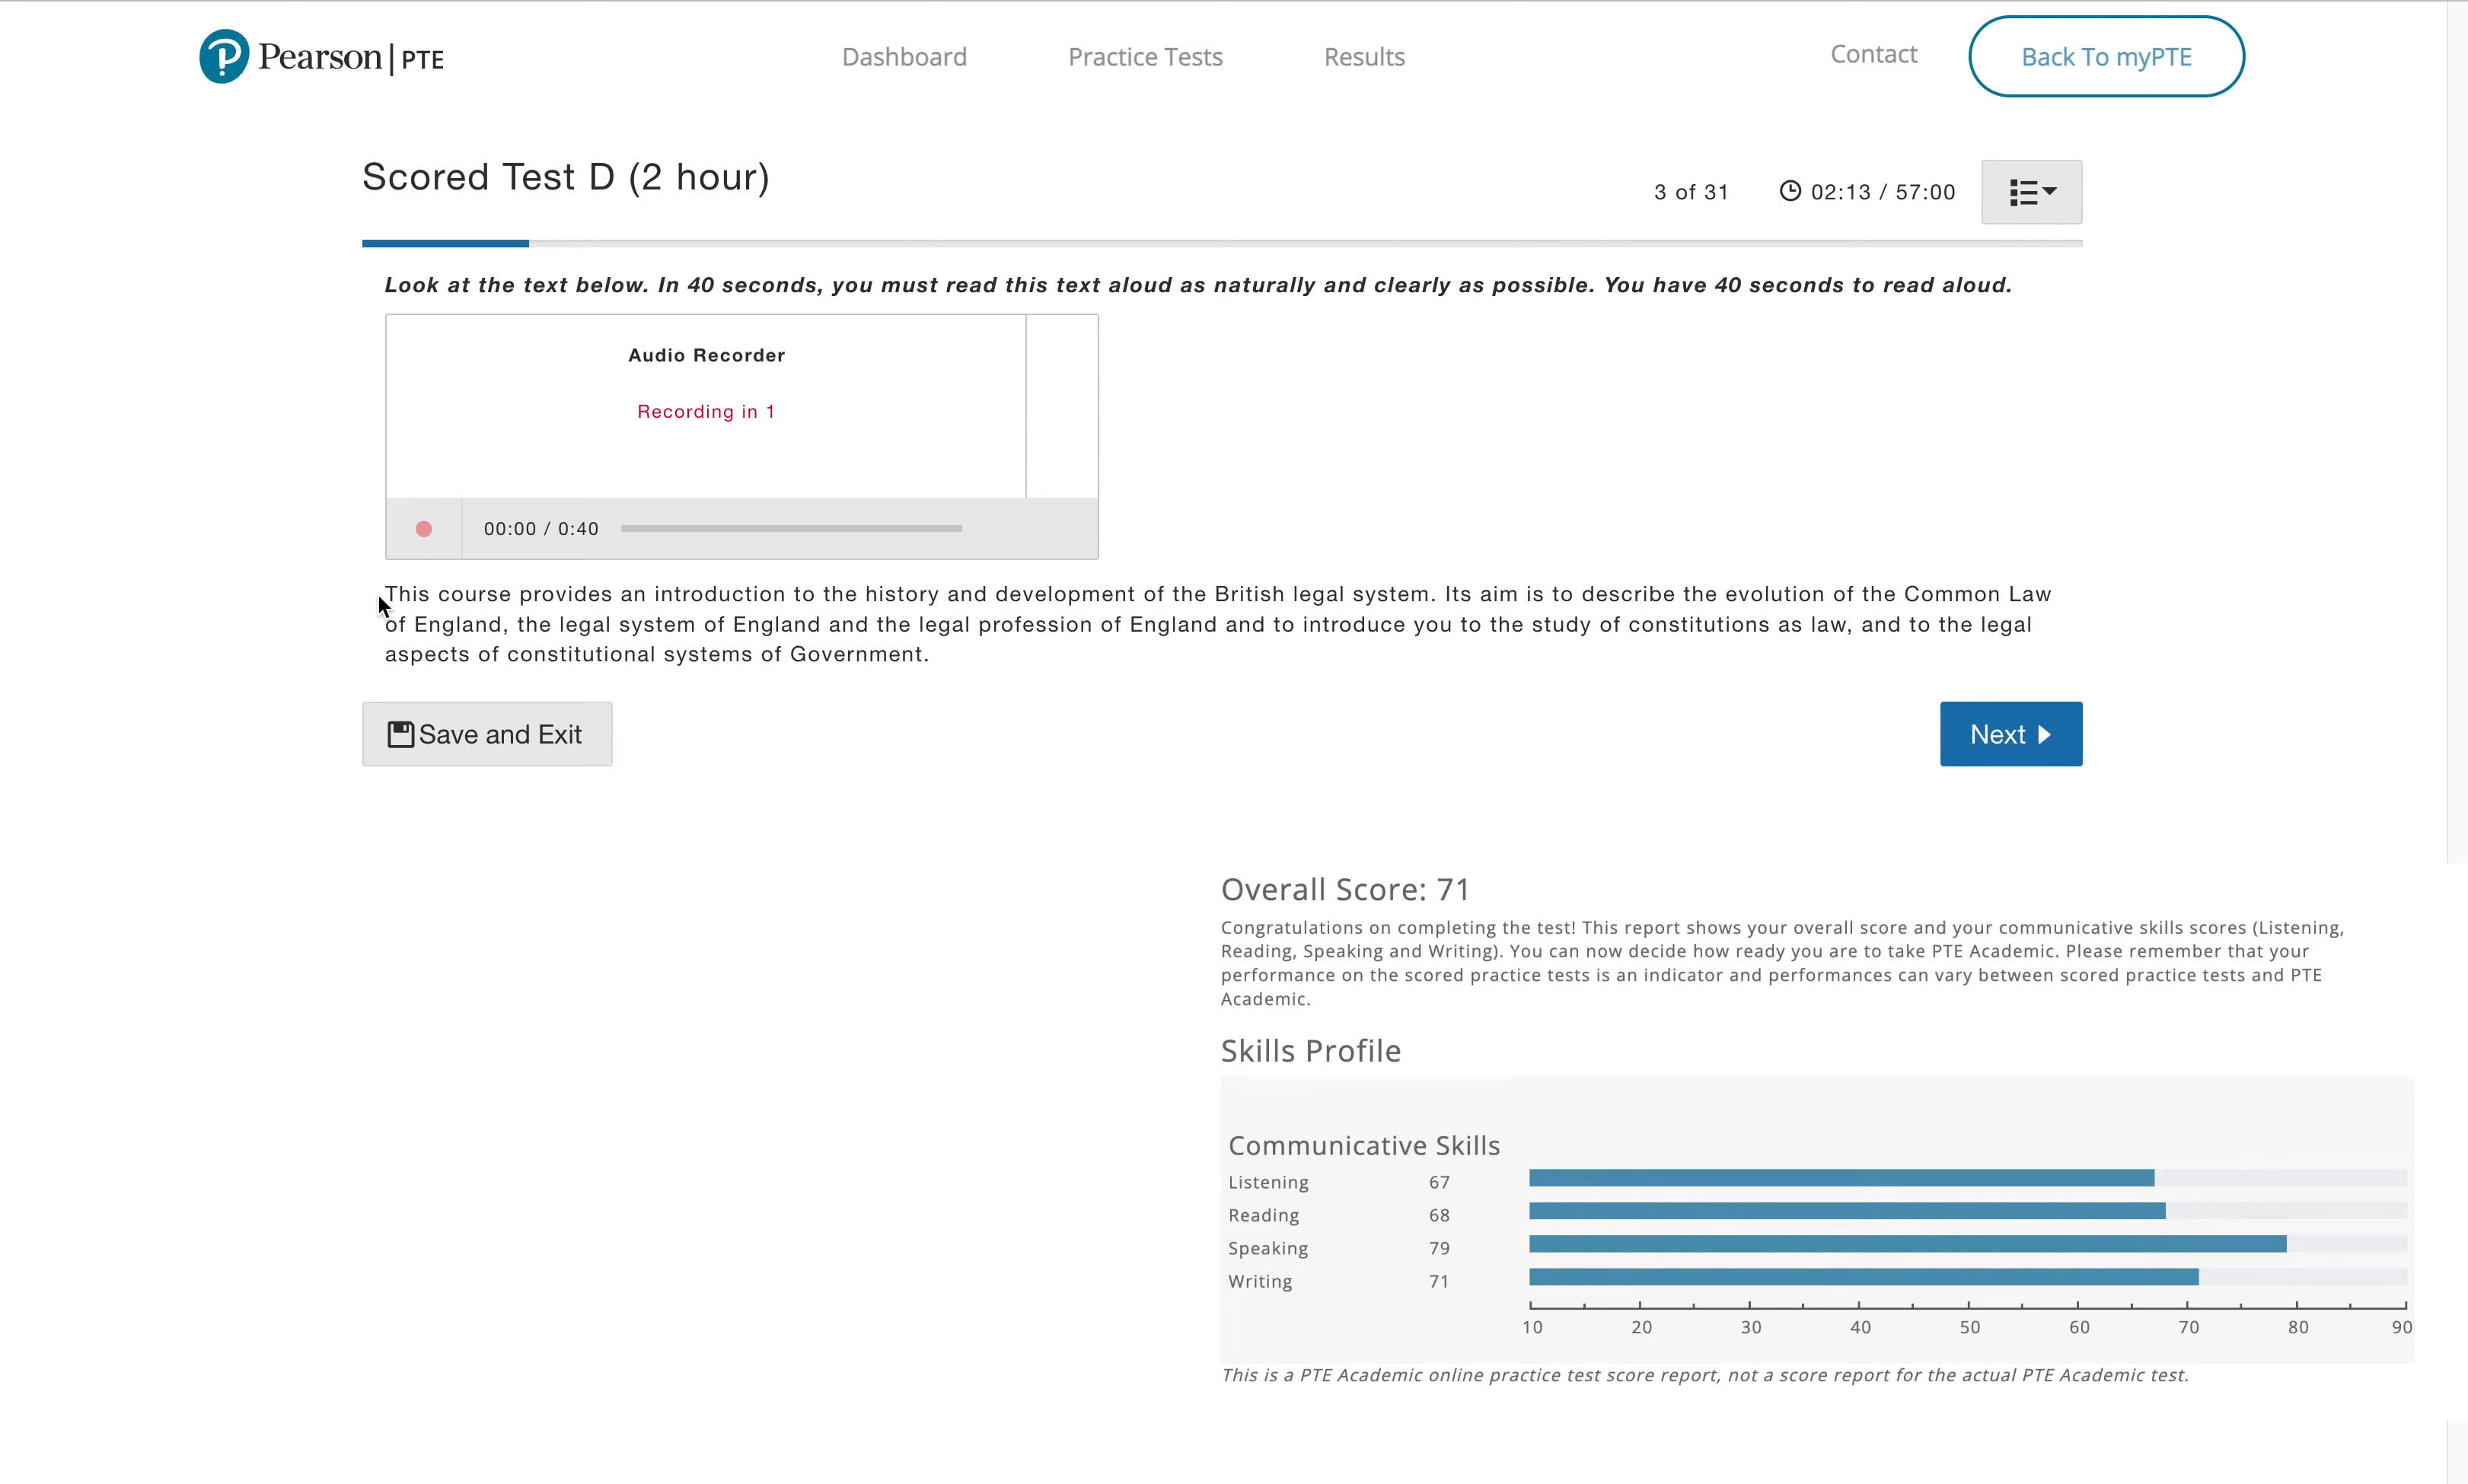 Pearson | PTE
Dashboard Practice Tests Results Contact Back To myPTE
Scored Test D (2 hour)
3 of 31 02:13 / 57:00
Look at the text below. In 40 seconds, you must read this text aloud as naturally and clearly as possible. You have 40 seconds to read aloud.
Audio Recorder
Recording in 1
00:00 / 0:40
This course provides an introduction to the history and development of the British legal system. Its aim is to describe the evolution of the Common Law
of England, the legal system of England and the legal profession of England and to introduce you to the study of constitutions as law, and to the legal
aspects of constitutional systems of Government.
Save and Exit Next
Overall Score: 71
Congratulations on completing the test! This report shows your overall score and your communicative skills scores (Listening,
Reading, Speaking and Writing). You can now decide how ready you are to take PTE Academic. Please remember that your
performance on the scored practice tests is an indicator and performances can vary between scored practice tests and PTE
Academic.
Skills Profile
Communicative Skills
Listening 67
Reading 68
Speaking 79
Writing 71
10 20 30 40 50 60 70 80 90
This is a PTE Academic online practice test score report, not a score report for the actual PTE Academic test.